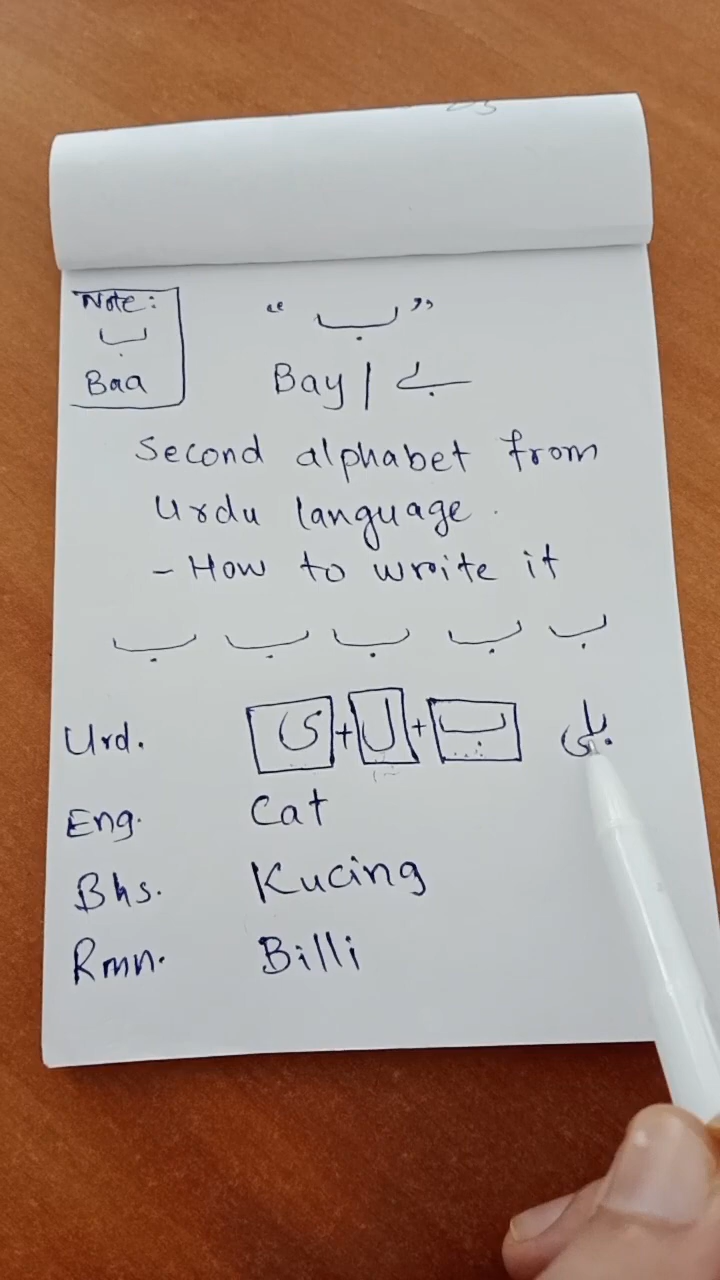 Note:
ب
Baa
“ ب ”
Bay | بے
Second alphabet from
Urdu language.
- How to write it
ب ب ب ب ب
Urd. ی + ل + ب بلی
Eng. Cat
Bhs. Kucing
Rmn. Billi